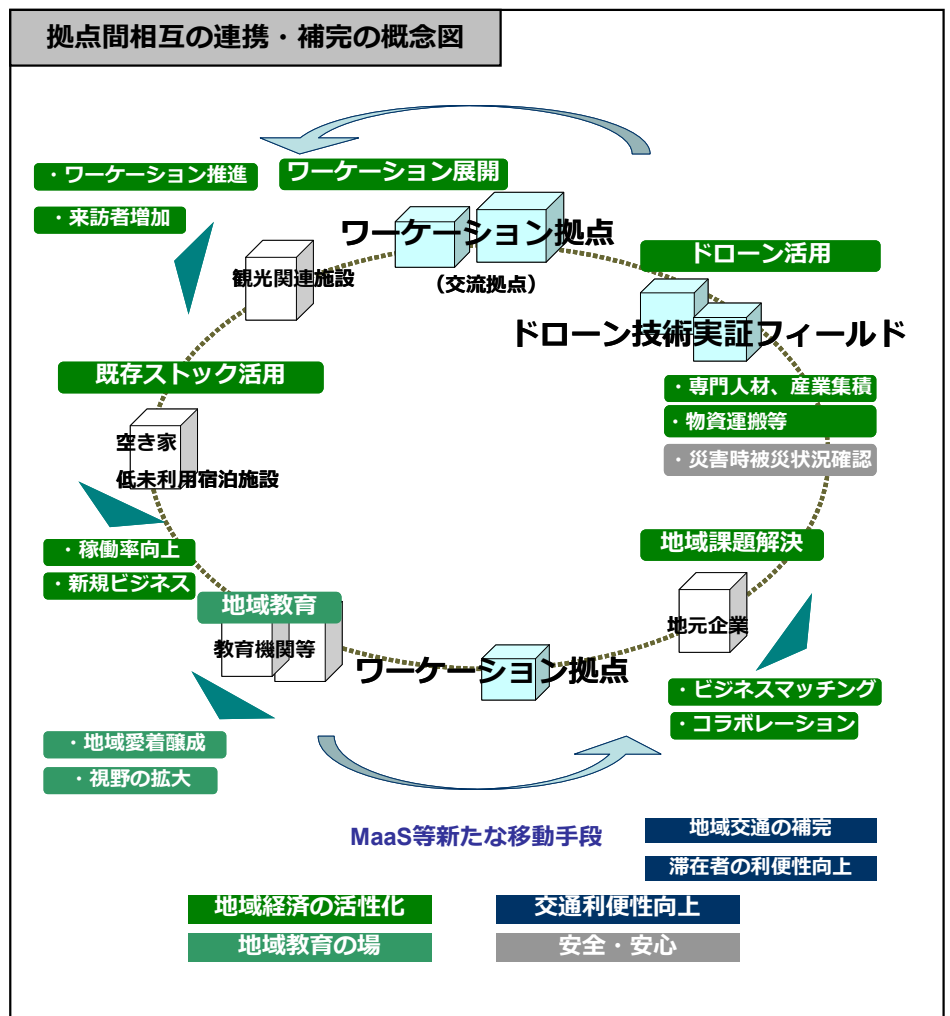 拠点間相互の連携・補完の概念図
・ワーケーション推進
・来訪者増加
ワーケーション展開
ワーケーション拠点
（交流拠点）
観光関連施設
ドローン活用
ドローン技術実証フィールド
・専門人材、産業集積
・物資運搬等
・災害時被災状況確認
既存ストック活用
空き家
低未利用宿泊施設
・稼働率向上
・新規ビジネス
地域課題解決
地元企業
・ビジネスマッチング
・コラボレーション
地域教育
教育機関等
ワーケーション拠点
・地域愛着醸成
・視野の拡大
MaaS等新たな移動手段
地域交通の補完
滞在者の利便性向上
地域経済の活性化
交通利便性向上
地域教育の場
安全・安心